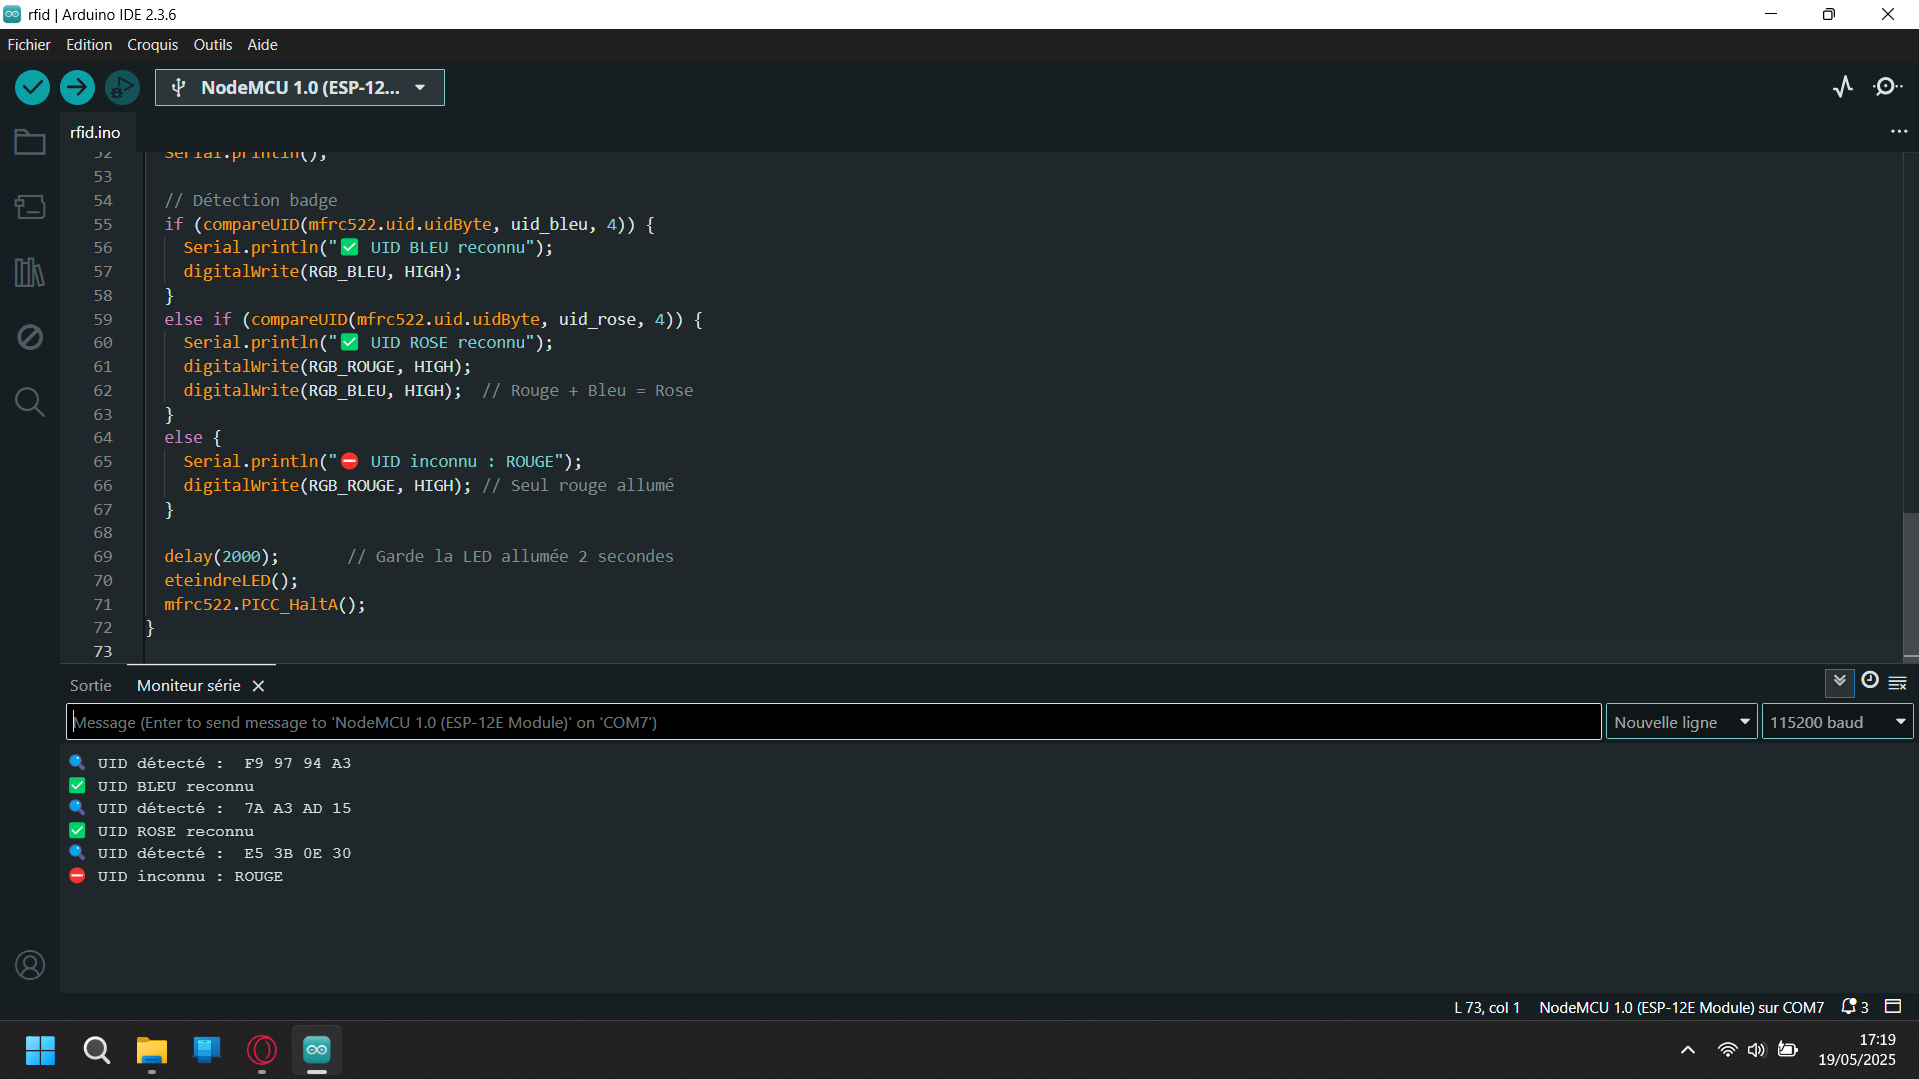 rfid | Arduino IDE 2.3.6
Fichier Edition Croquis Outils Aide
NodeMCU 1.0 (ESP-12...
rfid.ino
52 Serial.println();
53
54 // Détection badge
55 if (compareUID(mfrc522.uid.uidByte, uid_bleu, 4)) {
56 Serial.println("✅ UID BLEU reconnu");
57 digitalWrite(RGB_BLEU, HIGH);
58 }
59 else if (compareUID(mfrc522.uid.uidByte, uid_rose, 4)) {
60 Serial.println("✅ UID ROSE reconnu");
61 digitalWrite(RGB_ROUGE, HIGH);
62 digitalWrite(RGB_BLEU, HIGH); // Rouge + Bleu = Rose
63 }
64 else {
65 Serial.println("⛔ UID inconnu : ROUGE");
66 digitalWrite(RGB_ROUGE, HIGH); // Seul rouge allumé
67 }
68
69 delay(2000); // Garde la LED allumée 2 secondes
70 eteindreLED();
71 mfrc522.PICC_HaltA();
72 }
73
Sortie Moniteur série
Message (Enter to send message to 'NodeMCU 1.0 (ESP-12E Module)' on 'COM7') Nouvelle ligne 115200 baud
🔍 UID détecté : F9 97 94 A3
✅ UID BLEU reconnu
🔍 UID détecté : 7A A3 AD 15
✅ UID ROSE reconnu
🔍 UID détecté : E5 3B 0E 30
⛔ UID inconnu : ROUGE
L 73, col 1 NodeMCU 1.0 (ESP-12E Module) sur COM7 3
17:19
19/05/2025